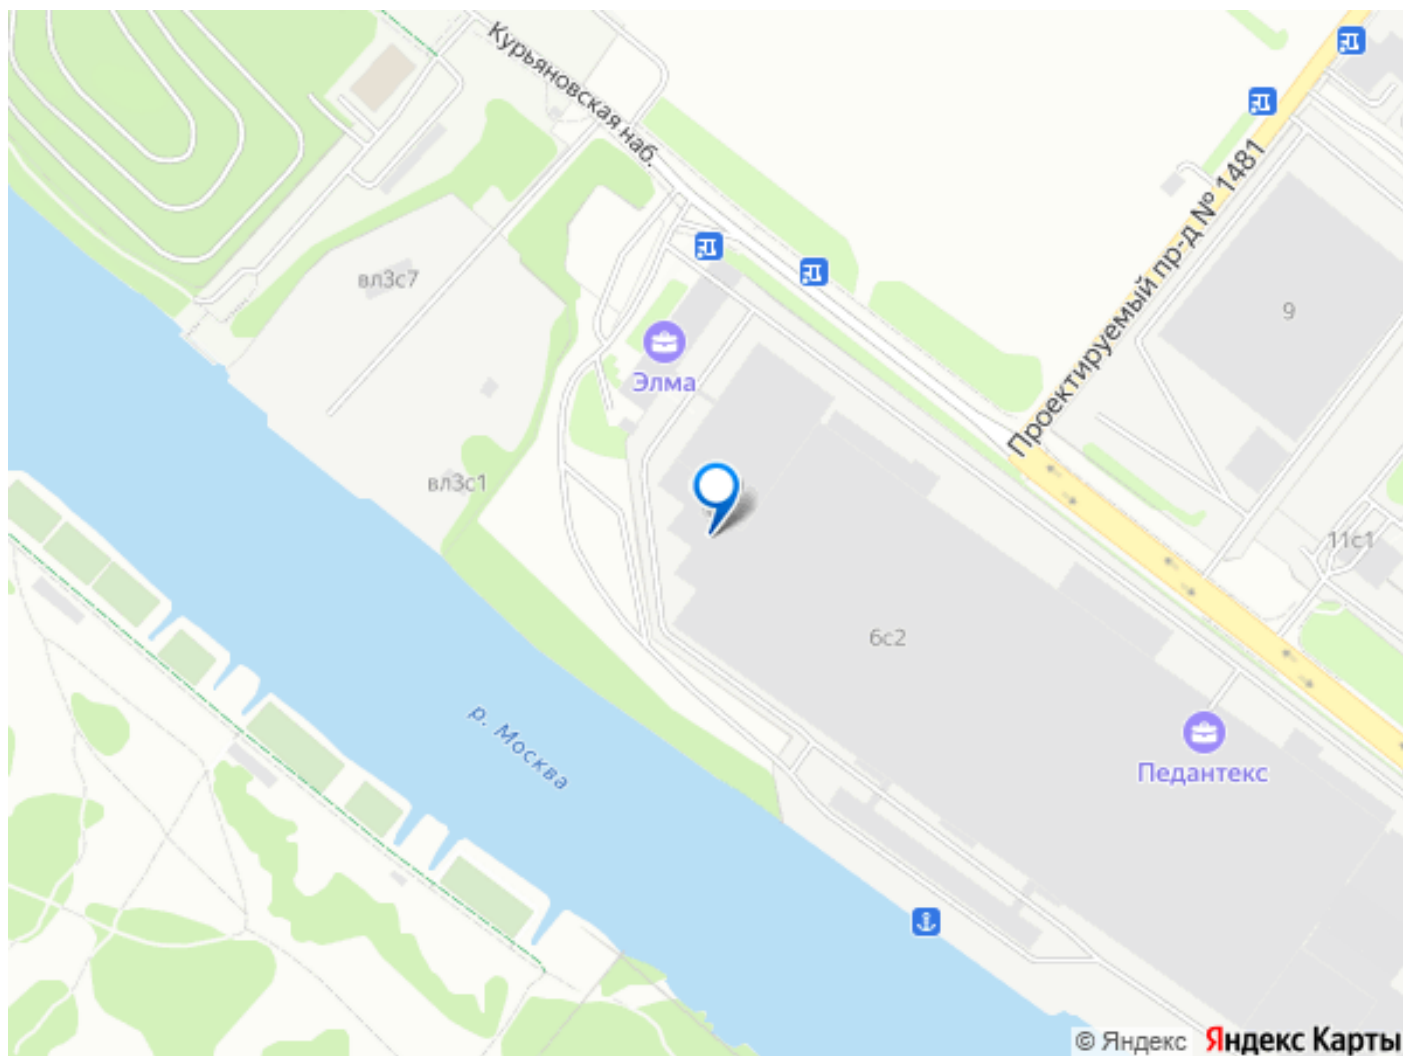 Курьяновская наб.
Проектируемый пр-д № 1481
вл3с7
9
Элма
вл3с1
11с1
6с2
р. Москва
Педантекс
© Яндекс Яндекс Карты